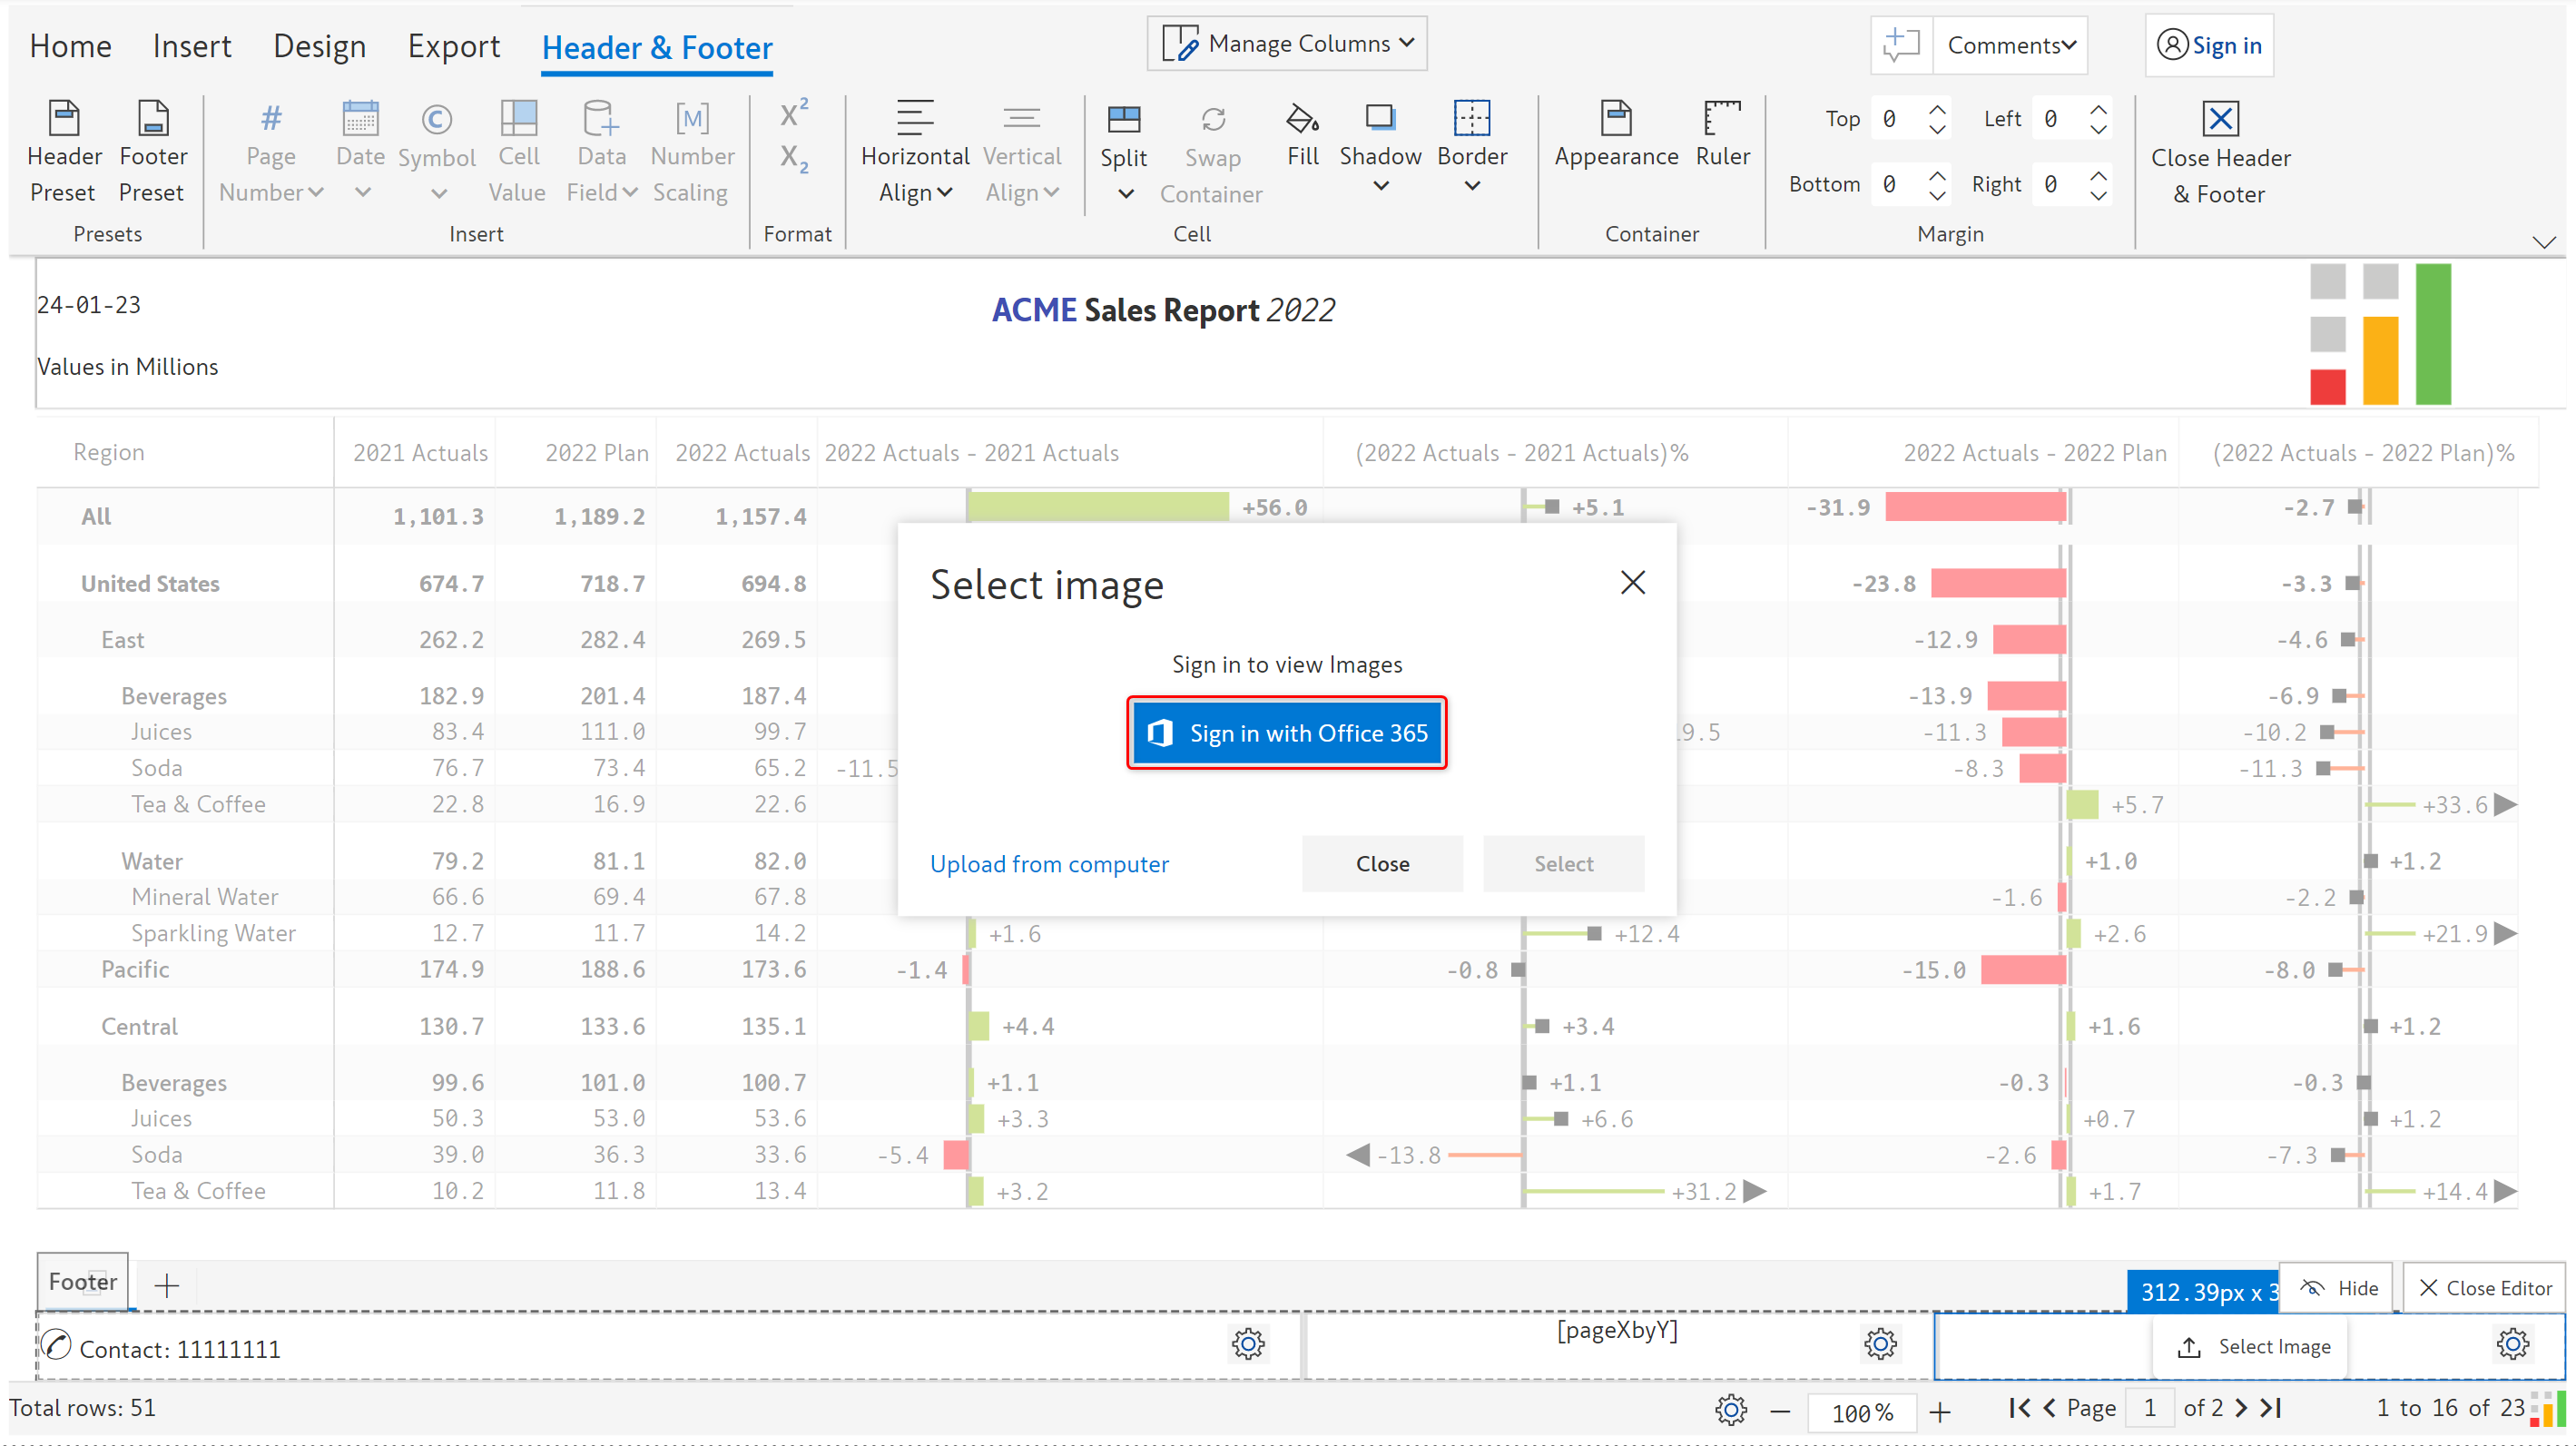 Home Insert Design Export Header & Footer Manage Columns Comments Sign in
Header Preset Footer Preset # Page Number Date © Symbol Cell Value Data Field [M] Number Scaling X² X₂ Horizontal Align Vertical Align Split Swap Container Fill Shadow Border Appearance Ruler Top 0 Left 0 Bottom 0 Right 0 Close Header & Footer
Presets Insert Format Cell Container Margin
24-01-23
ACME Sales Report 2022
Values in Millions
Region 2021 Actuals 2022 Plan 2022 Actuals 2022 Actuals - 2021 Actuals (2022 Actuals - 2021 Actuals)% 2022 Actuals - 2022 Plan (2022 Actuals - 2022 Plan)%
All 1,101.3 1,189.2 1,157.4 +56.0 +5.1 -31.9 -2.7
United States 674.7 718.7 694.8 -23.8 -3.3
East 262.2 282.4 269.5 -12.9 -4.6
Beverages 182.9 201.4 187.4 -13.9 -6.9
Juices 83.4 111.0 99.7 9.5 -11.3 -10.2
Soda 76.7 73.4 65.2 -11.5 -8.3 -11.3
Tea & Coffee 22.8 16.9 22.6 +5.7 +33.6
Water 79.2 81.1 82.0 +1.0 +1.2
Mineral Water 66.6 69.4 67.8 -1.6 -2.2
Sparkling Water 12.7 11.7 14.2 +1.6 +12.4 +2.6 +21.9
Pacific 174.9 188.6 173.6 -1.4 -0.8 -15.0 -8.0
Central 130.7 133.6 135.1 +4.4 +3.4 +1.6 +1.2
Beverages 99.6 101.0 100.7 +1.1 +1.1 -0.3 -0.3
Juices 50.3 53.0 53.6 +3.3 +6.6 +0.7 +1.2
Soda 39.0 36.3 33.6 -5.4 -13.8 -2.6 -7.3
Tea & Coffee 10.2 11.8 13.4 +3.2 +31.2 +1.7 +14.4
Select image
Sign in to view Images
Sign in with Office 365
Upload from computer Close Select
Footer 312.39px x 3 Hide Close Editor
Contact: 11111111 [pageXbyY] Select Image
Total rows: 51 100% Page 1 of 2 1 to 16 of 23